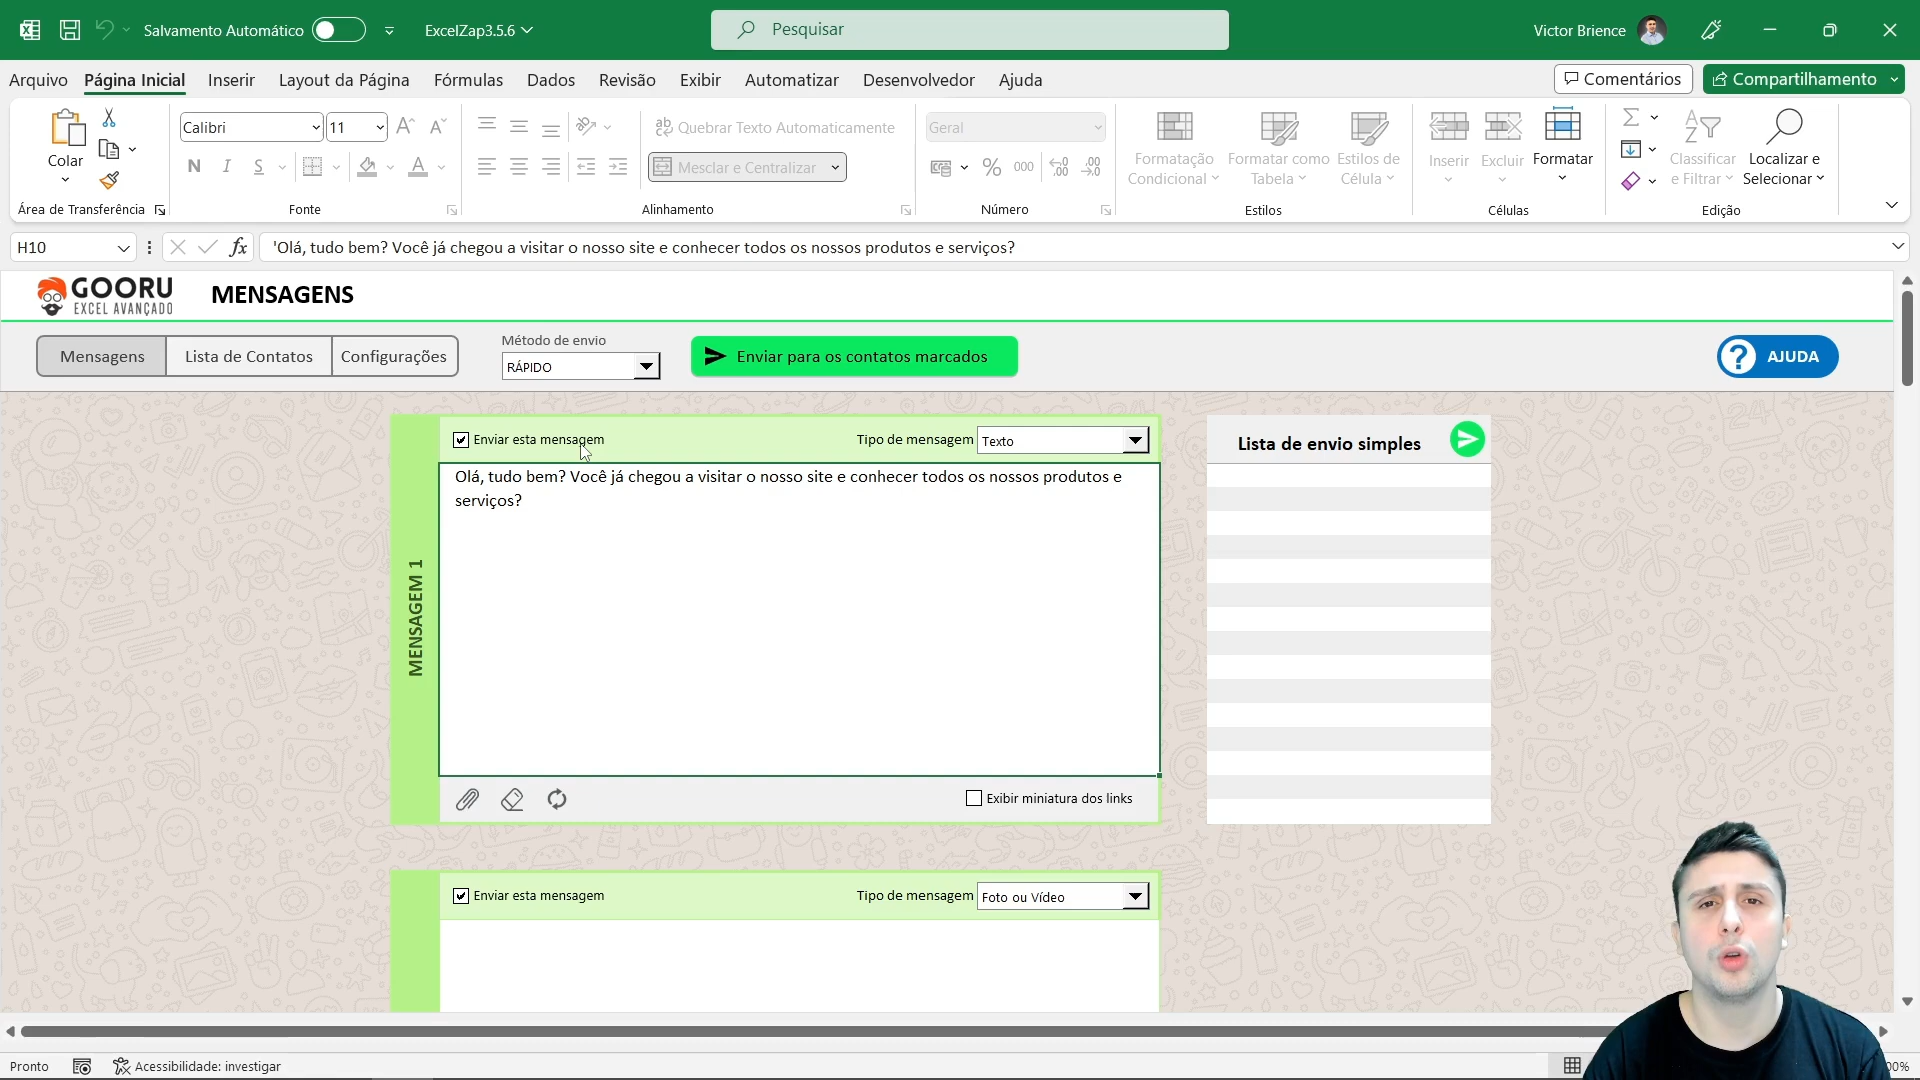 Salvamento Automático
ExcelZap3.5.6
Pesquisar
Victor Brience
Arquivo
Página Inicial
Inserir
Layout da Página
Fórmulas
Dados
Revisão
Exibir
Automatizar
Desenvolvedor
Ajuda
Comentários
Compartilhamento
Colar
Calibri
11
Quebrar Texto Automaticamente
Geral
N I S
Mesclar e Centralizar
% 000
Formatação Condicional
Formatar como Tabela
Estilos de Célula
Inserir
Excluir
Formatar
Classificar e Filtrar
Localizar e Selecionar
Área de Transferência
Fonte
Alinhamento
Número
Estilos
Células
Edição
H10
fx
'Olá, tudo bem? Você já chegou a visitar o nosso site e conhecer todos os nossos produtos e serviços?
GOORU
EXCEL AVANÇADO
MENSAGENS
Mensagens
Lista de Contatos
Configurações
Método de envio
RÁPIDO
Enviar para os contatos marcados
? AJUDA
MENSAGEM 1
Enviar esta mensagem
Tipo de mensagem
Texto
Olá, tudo bem? Você já chegou a visitar o nosso site e conhecer todos os nossos produtos e
serviços?
Exibir miniatura dos links
Lista de envio simples
Enviar esta mensagem
Tipo de mensagem
Foto ou Vídeo
Pronto
Acessibilidade: investigar